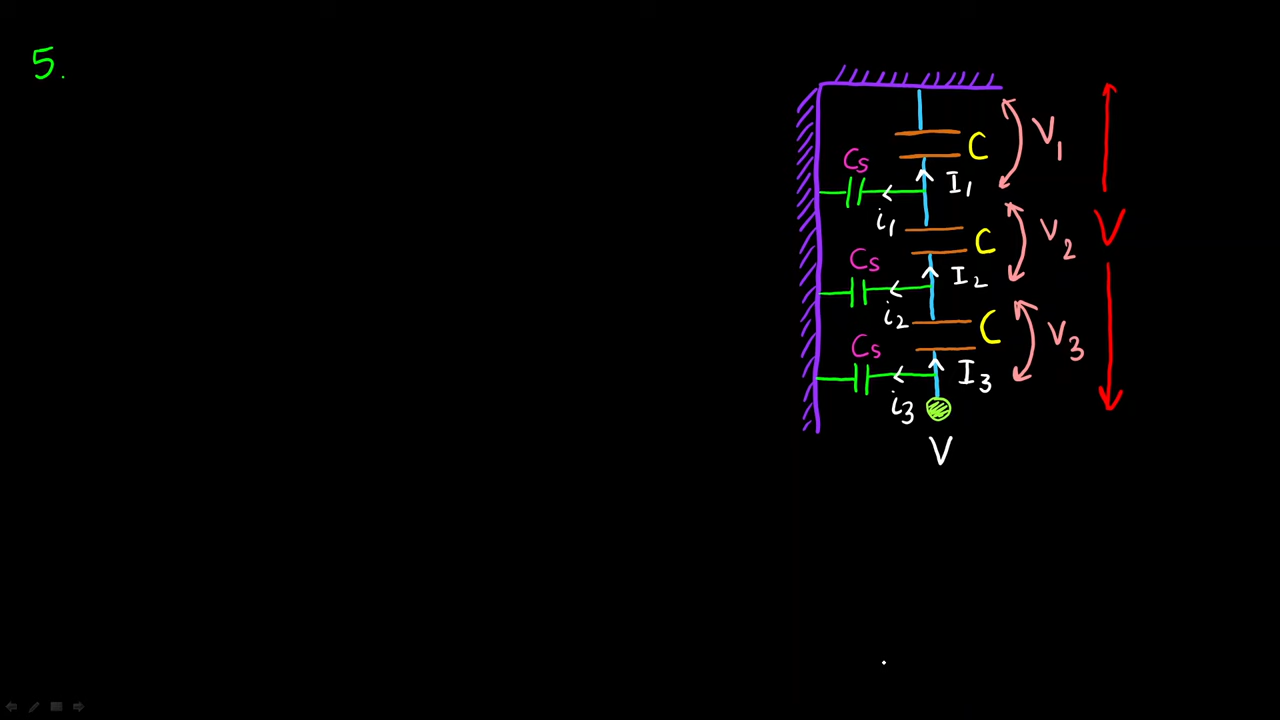 5.
V₁
C
Cs
I₁
i₁
V₂
V
C
Cs
I₂
i₂
C
V₃
Cs
I₃
i₃
V